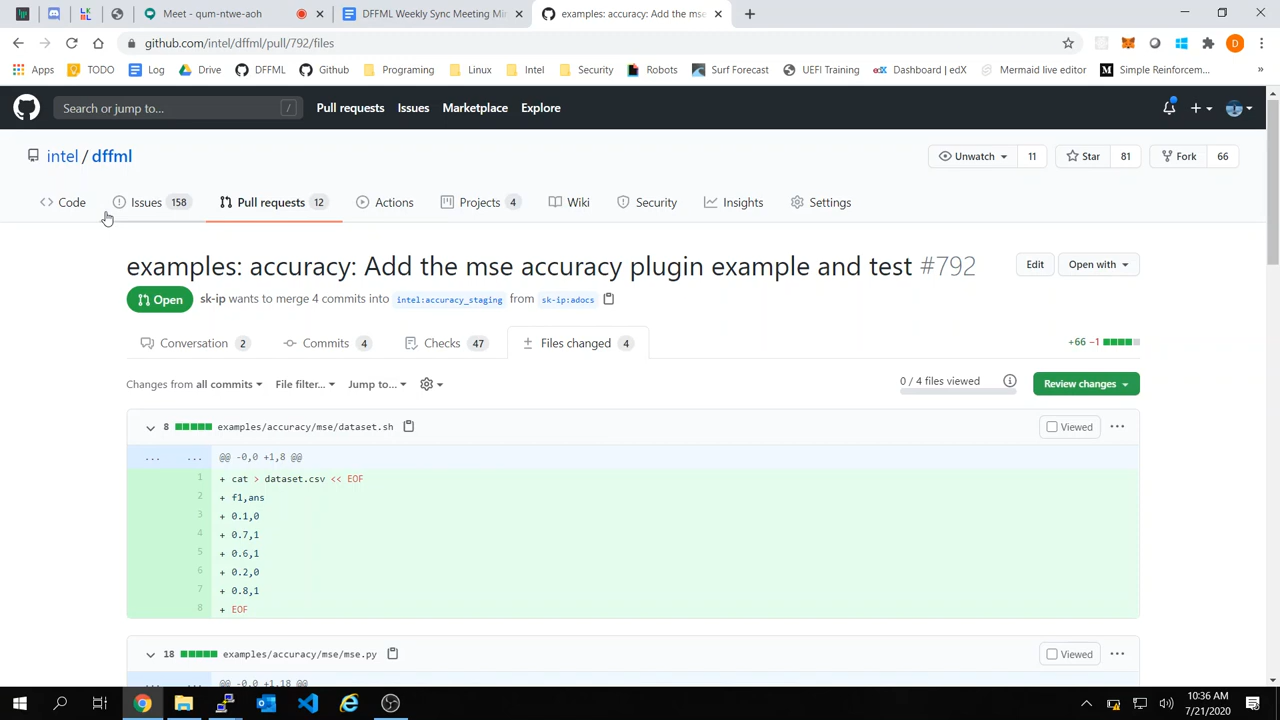 Meet - qum-ntwe-aoh
DFFML Weekly Sync Meeting Mi
examples: accuracy: Add the mse
github.com/intel/dffml/pull/792/files
Apps TODO Log Drive DFFML Github Programing Linux Intel Security Robots Surf Forecast UEFI Training Dashboard | edX Mermaid live editor Simple Reinforcem...
Search or jump to... / Pull requests Issues Marketplace Explore
intel / dffml Unwatch 11 Star 81 Fork 66
Code Issues 158 Pull requests 12 Actions Projects 4 Wiki Security Insights Settings
examples: accuracy: Add the mse accuracy plugin example and test #792 Edit Open with
Open sk-ip wants to merge 4 commits into intel:accuracy_staging from sk-ip:adocs
Conversation 2 Commits 4 Checks 47 Files changed 4 +66 −1
Changes from all commits File filter... Jump to... 0 / 4 files viewed Review changes
8 examples/accuracy/mse/dataset.sh Viewed ...
... ... @@ -0,0 +1,8 @@
1 + cat > dataset.csv << EOF
2 + f1,ans
3 + 0.1,0
4 + 0.7,1
5 + 0.6,1
6 + 0.2,0
7 + 0.8,1
8 + EOF
18 examples/accuracy/mse/mse.py Viewed ...
... ... @@ -0,0 +1,18 @@
10:36 AM
7/21/2020